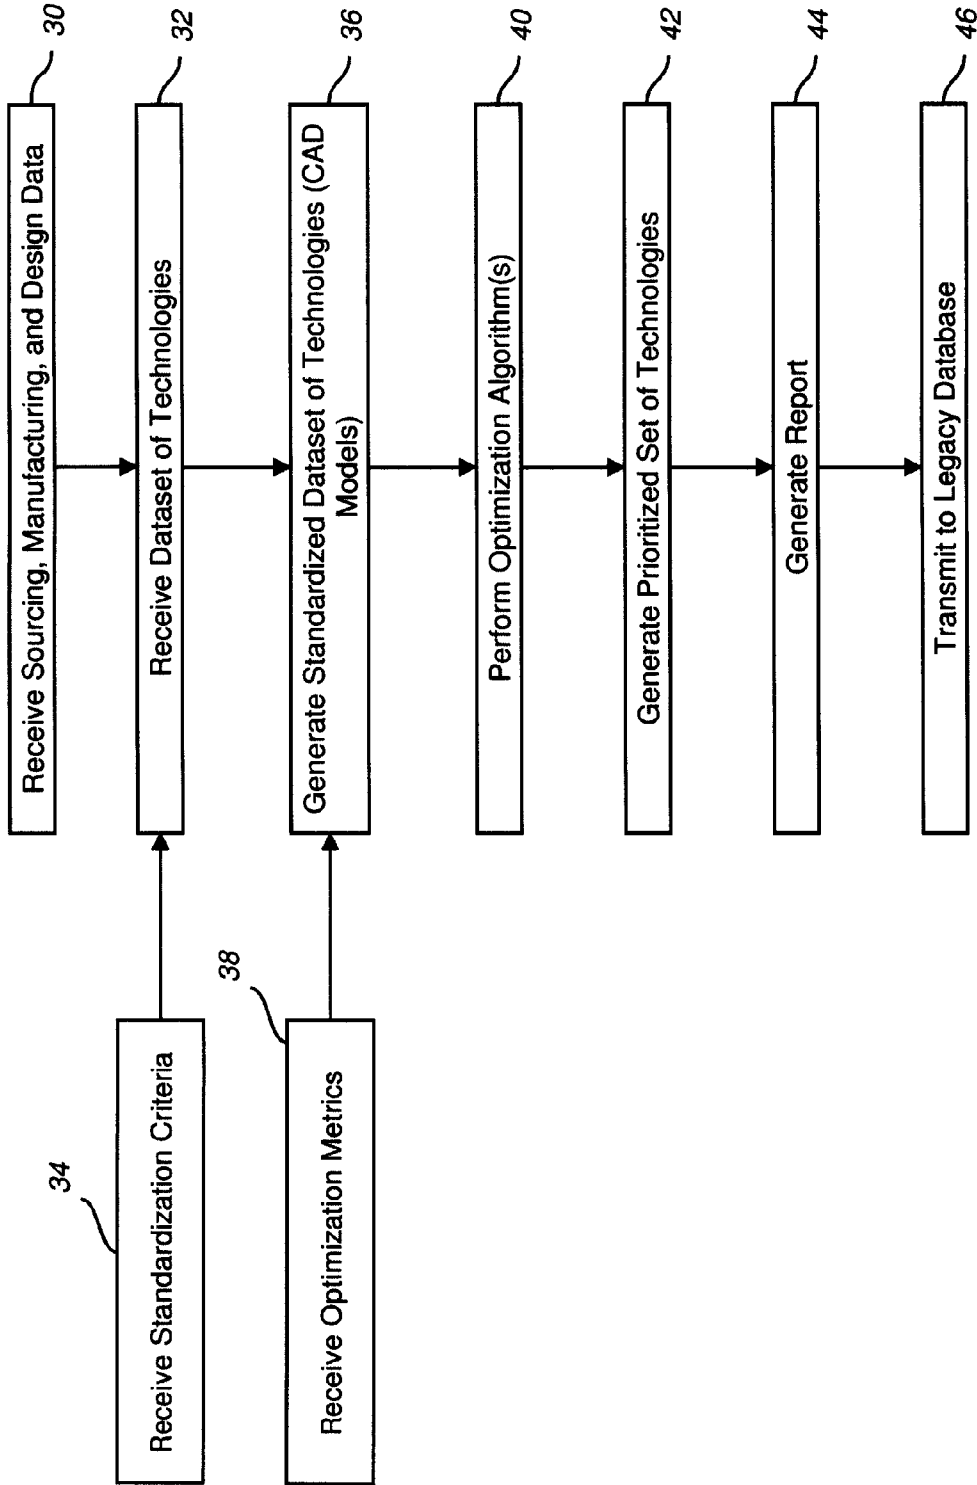 Receive Sourcing, Manufacturing, and Design Data
30
Receive Standardization Criteria
34
Receive Dataset of Technologies
32
Receive Optimization Metrics
38
Generate Standardized Dataset of Technologies (CAD
Models)
36
Perform Optimization Algorithm(s)
40
Generate Prioritized Set of Technologies
42
Generate Report
44
Transmit to Legacy Database
46